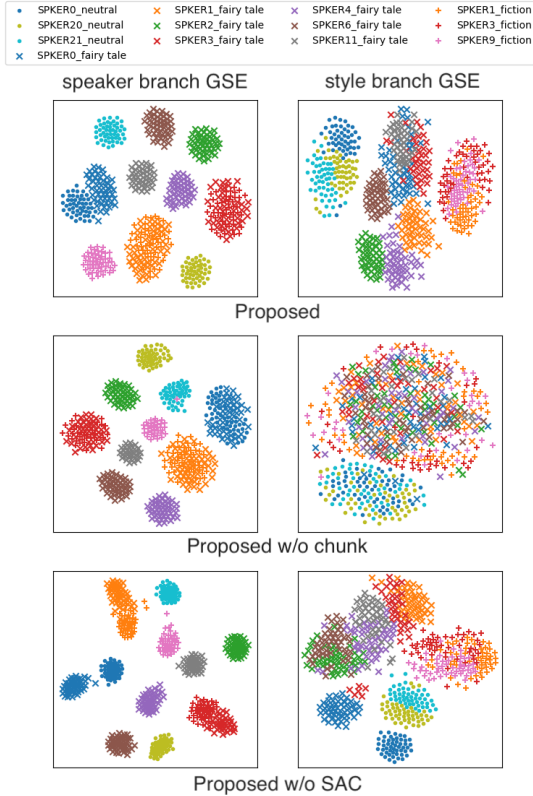 SPKER0_neutral SPKER1_fairy tale SPKER4_fairy tale SPKER1_fiction
SPKER20_neutral SPKER2_fairy tale SPKER6_fairy tale SPKER3_fiction
SPKER21_neutral SPKER3_fairy tale SPKER11_fairy tale SPKER9_fiction
SPKER0_fairy tale
speaker branch GSE style branch GSE
Proposed
Proposed w/o chunk
Proposed w/o SAC